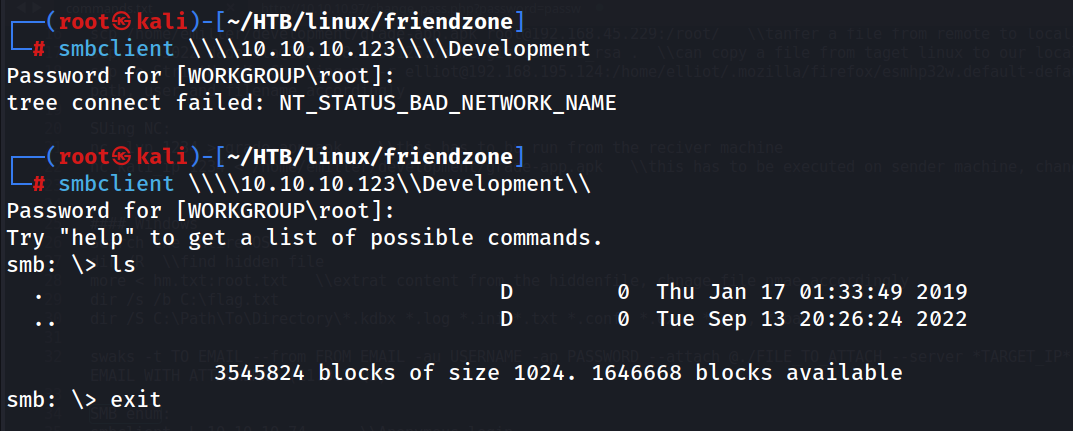 ┌──(root㉿kali)-[~/HTB/linux/friendzone]
└─# smbclient \\\\10.10.10.123\\\\Development
Password for [WORKGROUP\root]:
tree connect failed: NT_STATUS_BAD_NETWORK_NAME
┌──(root㉿kali)-[~/HTB/linux/friendzone]
└─# smbclient \\\\10.10.10.123\\Development\\
Password for [WORKGROUP\root]:
Try "help" to get a list of possible commands.
smb: \> ls
. D 0 Thu Jan 17 01:33:49 2019
.. D 0 Tue Sep 13 20:26:24 2022
3545824 blocks of size 1024. 1646668 blocks available
smb: \> exit